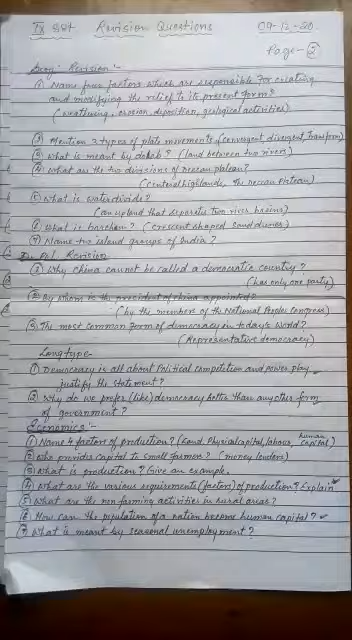 IX SSt Revision Questions 09-12-20
Page-②
Geog:- Revision:-
① Name four factors which are responsible for creating
and modifying the relief to its present form?
(weathering, erosion, deposition, geological activities)
② Mention 3 types of plate movements (convergent, divergent, transform)
③ What is meant by doab? (land between two rivers)
④ What are the two divisions of Deccan plateau?
(Central highlands, the Deccan plateau)
⑤ What is water divide?
(an upland that separates two river basins)
⑥ What is barchan? (Crescent shaped sand dunes)
⑦ Name two island groups of India?
Pol. Revision
① Why China cannot be called a democratic country?
(has only one party)
② By whom is the president of China appointed?
(by the members of the National People Congress)
③ The most common form of democracy in todays world?
(Representative democracy)
Long type-
① Democracy is all about Political competition and power play
justify the statment?
② Why do we prefer (like) democracy better than any other form
of government?
Economics:-
① Name 4 factors of production? (Land, Physical capital, labour, human capital)
② Who provides capital to small farmers? (money lenders)
③ What is production? Give an example.
④ What are the various requirements (factors) of production? Explain
⑤ What are the non farming activities in rural areas?
⑥ How can the population of a nation become human capital?
⑦ What is meant by seasonal unemployment?